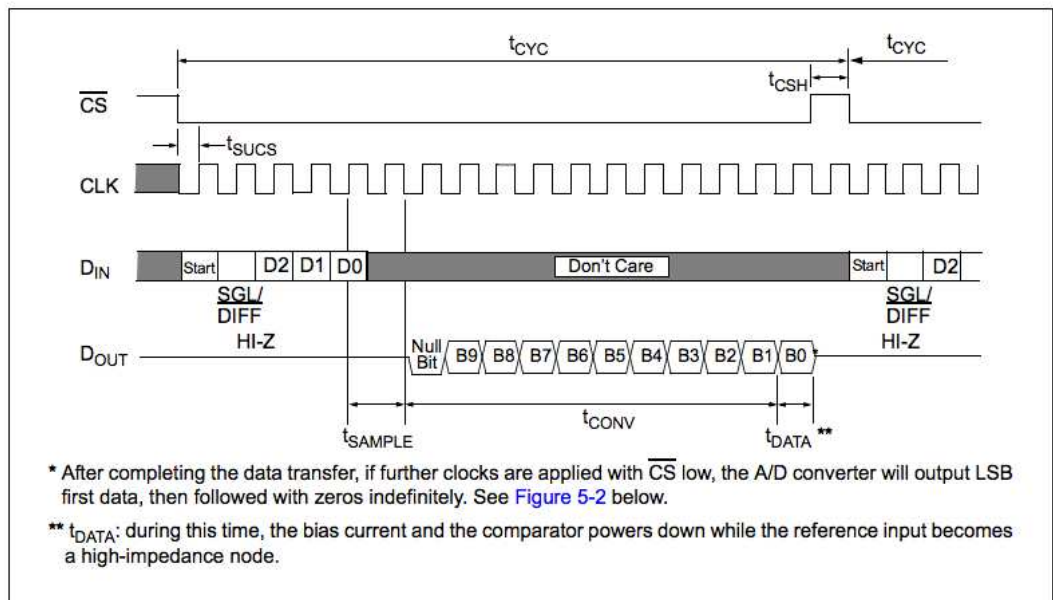 tCYC
tCYC
tCSH
CS
tSUCS
CLK
DIN
Start
D2 D1 D0
Don't Care
Start
D2
SGL/
DIFF
SGL/
DIFF
HI-Z
HI-Z
DOUT
Null
Bit
B9 B8 B7 B6 B5 B4 B3 B2 B1 B0 *
tSAMPLE
tCONV
tDATA **
* After completing the data transfer, if further clocks are applied with CS low, the A/D converter will output LSB
first data, then followed with zeros indefinitely. See Figure 5-2 below.
** tDATA: during this time, the bias current and the comparator powers down while the reference input becomes
a high-impedance node.